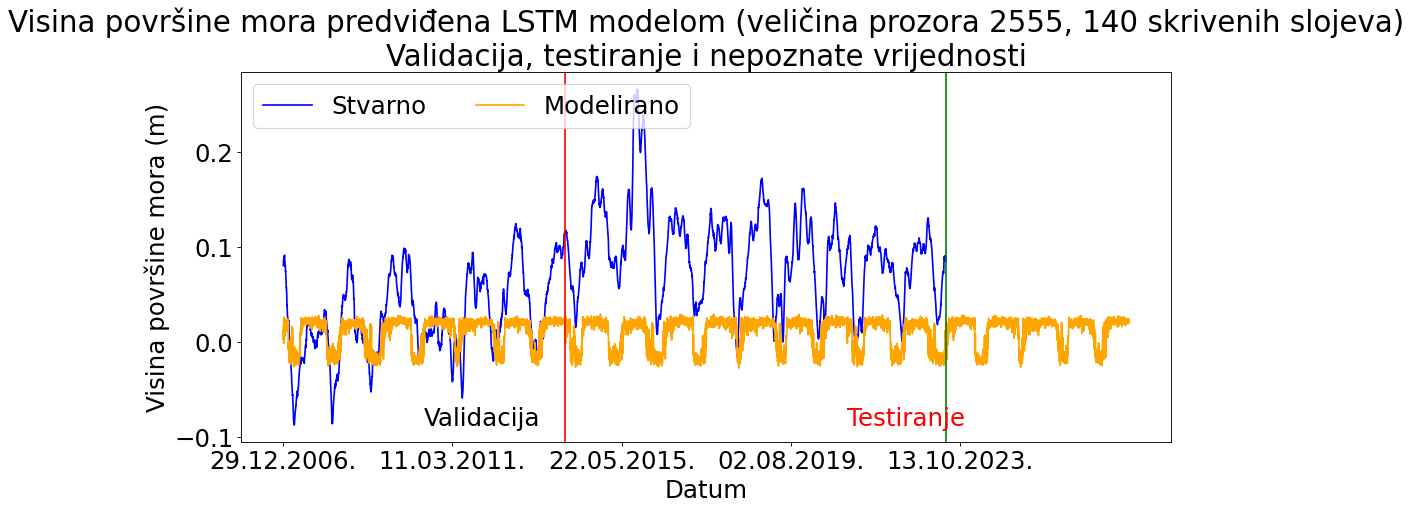 Visina površine mora predviđena LSTM modelom (veličina prozora 2555, 140 skrivenih slojeva)
Validacija, testiranje i nepoznate vrijednosti
Stvarno
Modelirano
Visina površine mora (m)
0.2
0.1
0.0
−0.1
Validacija
Testiranje
29.12.2006.
11.03.2011.
22.05.2015.
02.08.2019.
13.10.2023.
Datum